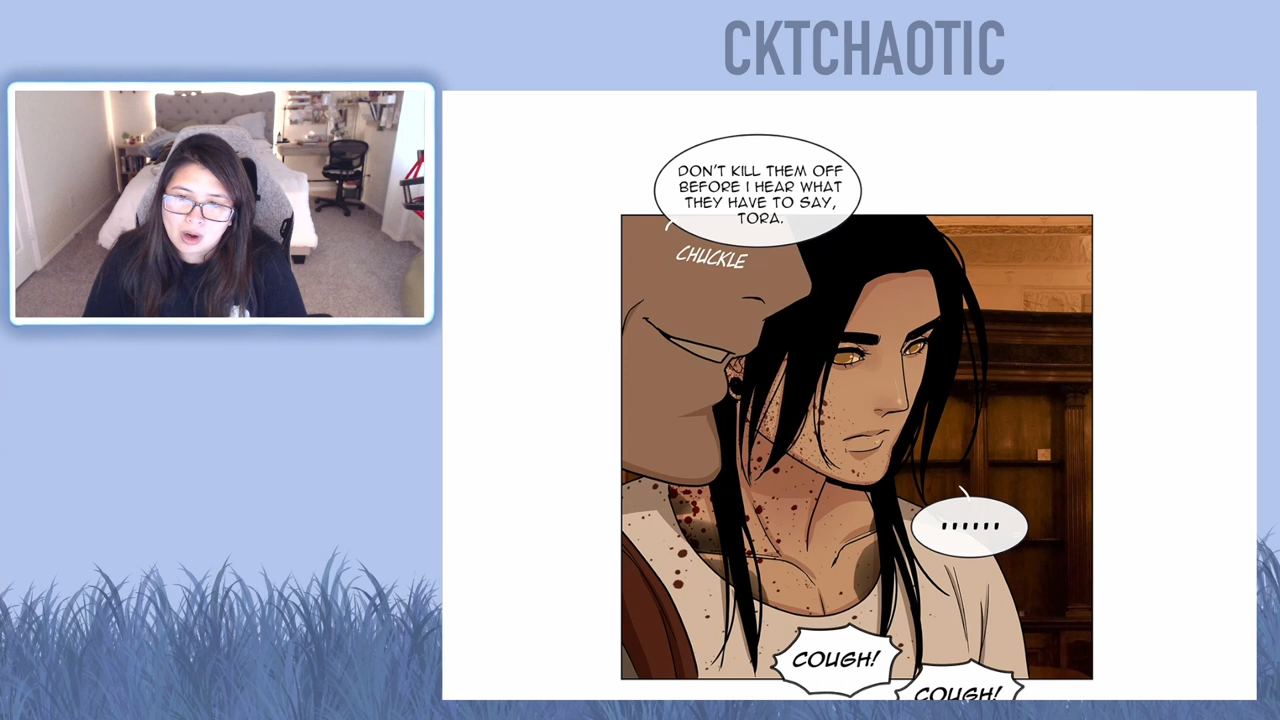 CKTCHAOTIC
DON'T KILL THEM OFF
BEFORE I HEAR WHAT
THEY HAVE TO SAY,
TORA.
CHUCKLE
......
COUGH!
COUGH!